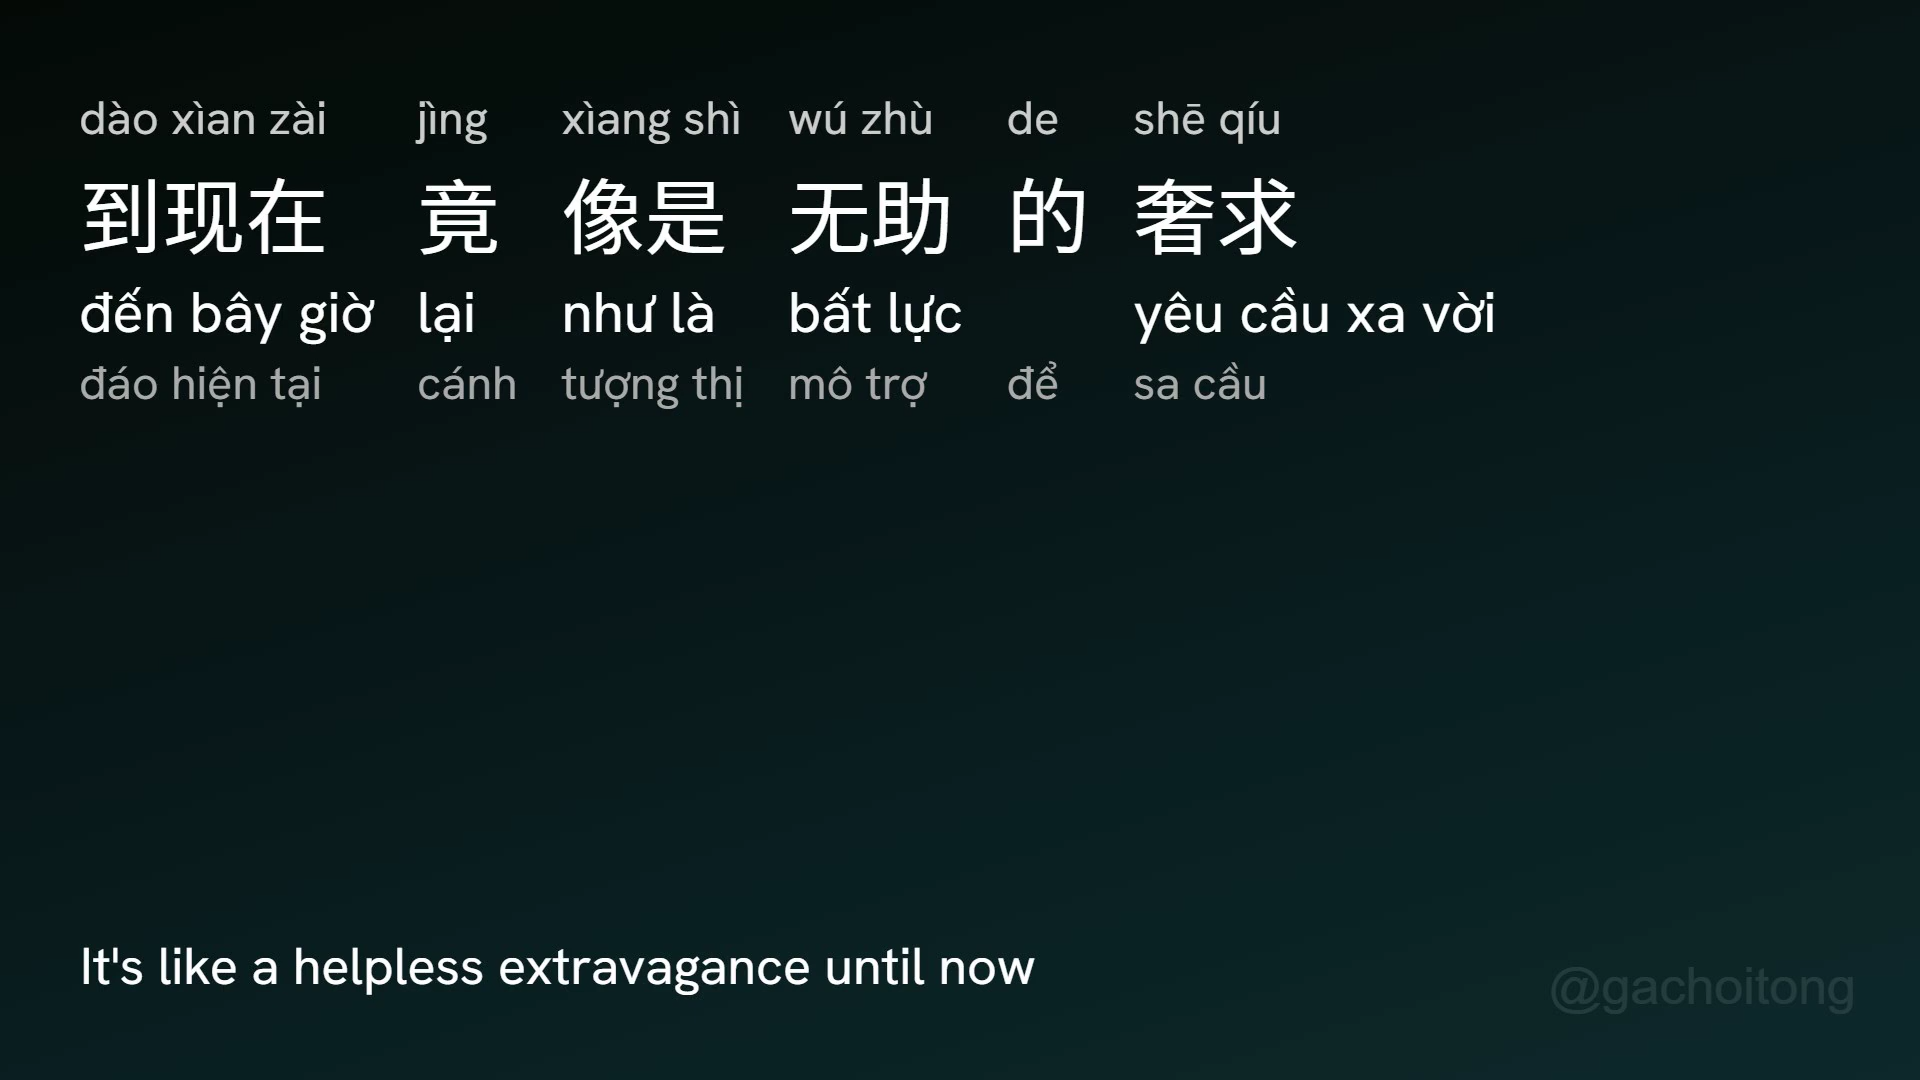 dào xìan zài jìng xìang shì wú zhù de shē qíu
到现在 竟 像是 无助 的 奢求
đến bây giờ lại như là bất lực yêu cầu xa vời
đáo hiện tại cánh tượng thị mô trợ để sa cầu
It's like a helpless extravagance until now
@gachoitong